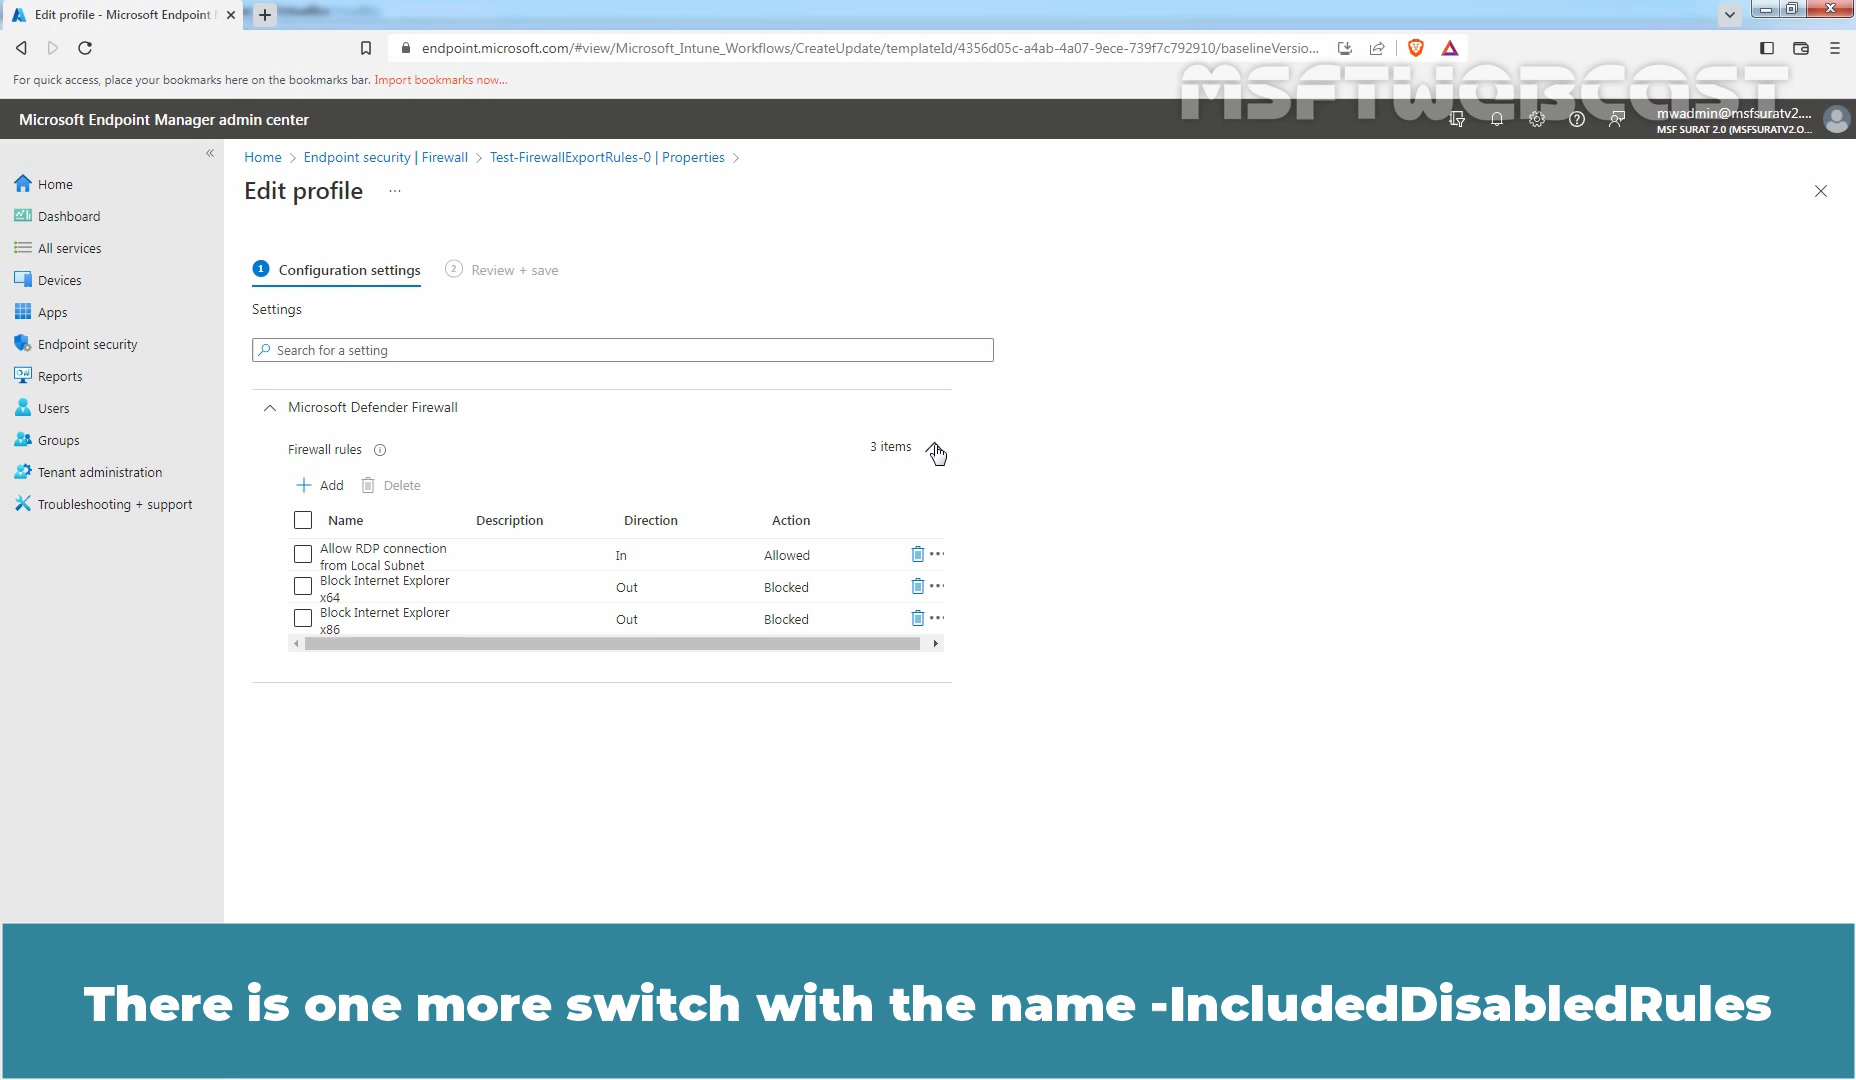 Edit profile - Microsoft Endpoint
endpoint.microsoft.com/#view/Microsoft_Intune_Workflows/CreateUpdate/templateId/4356d05c-a4ab-4a07-9ece-739f7c792910/baselineVersio...
For quick access, place your bookmarks here on the bookmarks bar. Import bookmarks now...
MSFTWEBCAST
Microsoft Endpoint Manager admin center
mwadmin@msfsuratv2....
MSF SURAT 2.0 (MSFSURATV2.O...
«
Home > Endpoint security | Firewall > Test-FirewallExportRules-0 | Properties >
Edit profile ...
Home
Dashboard
All services
Devices
Apps
Endpoint security
Reports
Users
Groups
Tenant administration
Troubleshooting + support
1 Configuration settings 2 Review + save
Settings
Search for a setting
Microsoft Defender Firewall
Firewall rules 3 items
+ Add Delete
Name Description Direction Action
Allow RDP connection
from Local Subnet In Allowed
Block Internet Explorer
x64 Out Blocked
Block Internet Explorer
x86 Out Blocked
There is one more switch with the name -IncludedDisabledRules